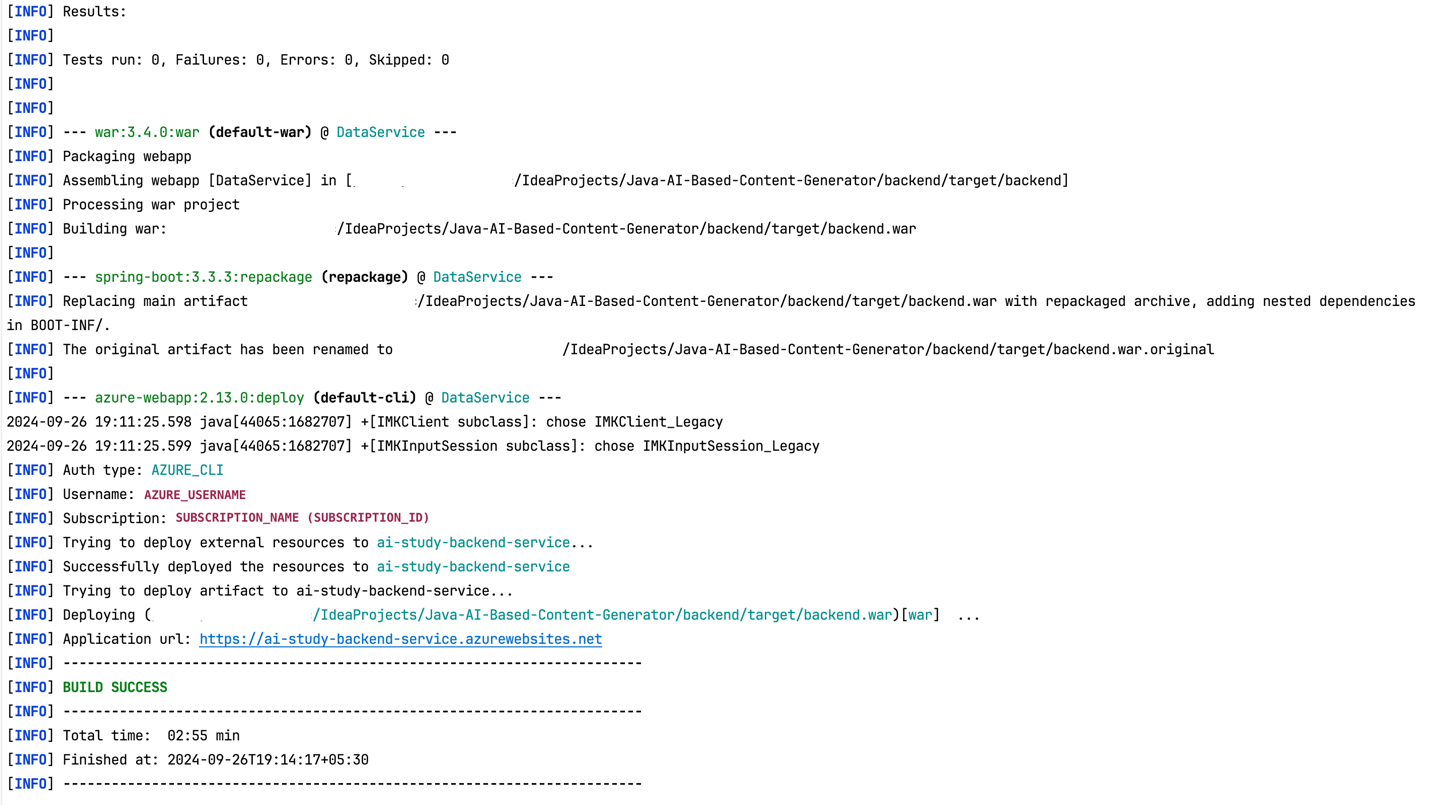 [INFO] Results:
[INFO]
[INFO] Tests run: 0, Failures: 0, Errors: 0, Skipped: 0
[INFO]
[INFO]
[INFO] --- war:3.4.0:war (default-war) @ DataService ---
[INFO] Packaging webapp
[INFO] Assembling webapp [DataService] in [ /IdeaProjects/Java-AI-Based-Content-Generator/backend/target/backend]
[INFO] Processing war project
[INFO] Building war: /IdeaProjects/Java-AI-Based-Content-Generator/backend/target/backend.war
[INFO]
[INFO] --- spring-boot:3.3.3:repackage (repackage) @ DataService ---
[INFO] Replacing main artifact /IdeaProjects/Java-AI-Based-Content-Generator/backend/target/backend.war with repackaged archive, adding nested dependencies
in BOOT-INF/.
[INFO] The original artifact has been renamed to /IdeaProjects/Java-AI-Based-Content-Generator/backend/target/backend.war.original
[INFO]
[INFO] --- azure-webapp:2.13.0:deploy (default-cli) @ DataService ---
2024-09-26 19:11:25.598 java[44065:1682707] +[IMKClient subclass]: chose IMKClient_Legacy
2024-09-26 19:11:25.599 java[44065:1682707] +[IMKInputSession subclass]: chose IMKInputSession_Legacy
[INFO] Auth type: AZURE_CLI
[INFO] Username: AZURE_USERNAME
[INFO] Subscription: SUBSCRIPTION_NAME (SUBSCRIPTION_ID)
[INFO] Trying to deploy external resources to ai-study-backend-service...
[INFO] Successfully deployed the resources to ai-study-backend-service
[INFO] Trying to deploy artifact to ai-study-backend-service...
[INFO] Deploying ( /IdeaProjects/Java-AI-Based-Content-Generator/backend/target/backend.war)[war]  ...
[INFO] Application url: https://ai-study-backend-service.azurewebsites.net
[INFO] ------------------------------------------------------------------------
[INFO] BUILD SUCCESS
[INFO] ------------------------------------------------------------------------
[INFO] Total time:  02:55 min
[INFO] Finished at: 2024-09-26T19:14:17+05:30
[INFO] ------------------------------------------------------------------------